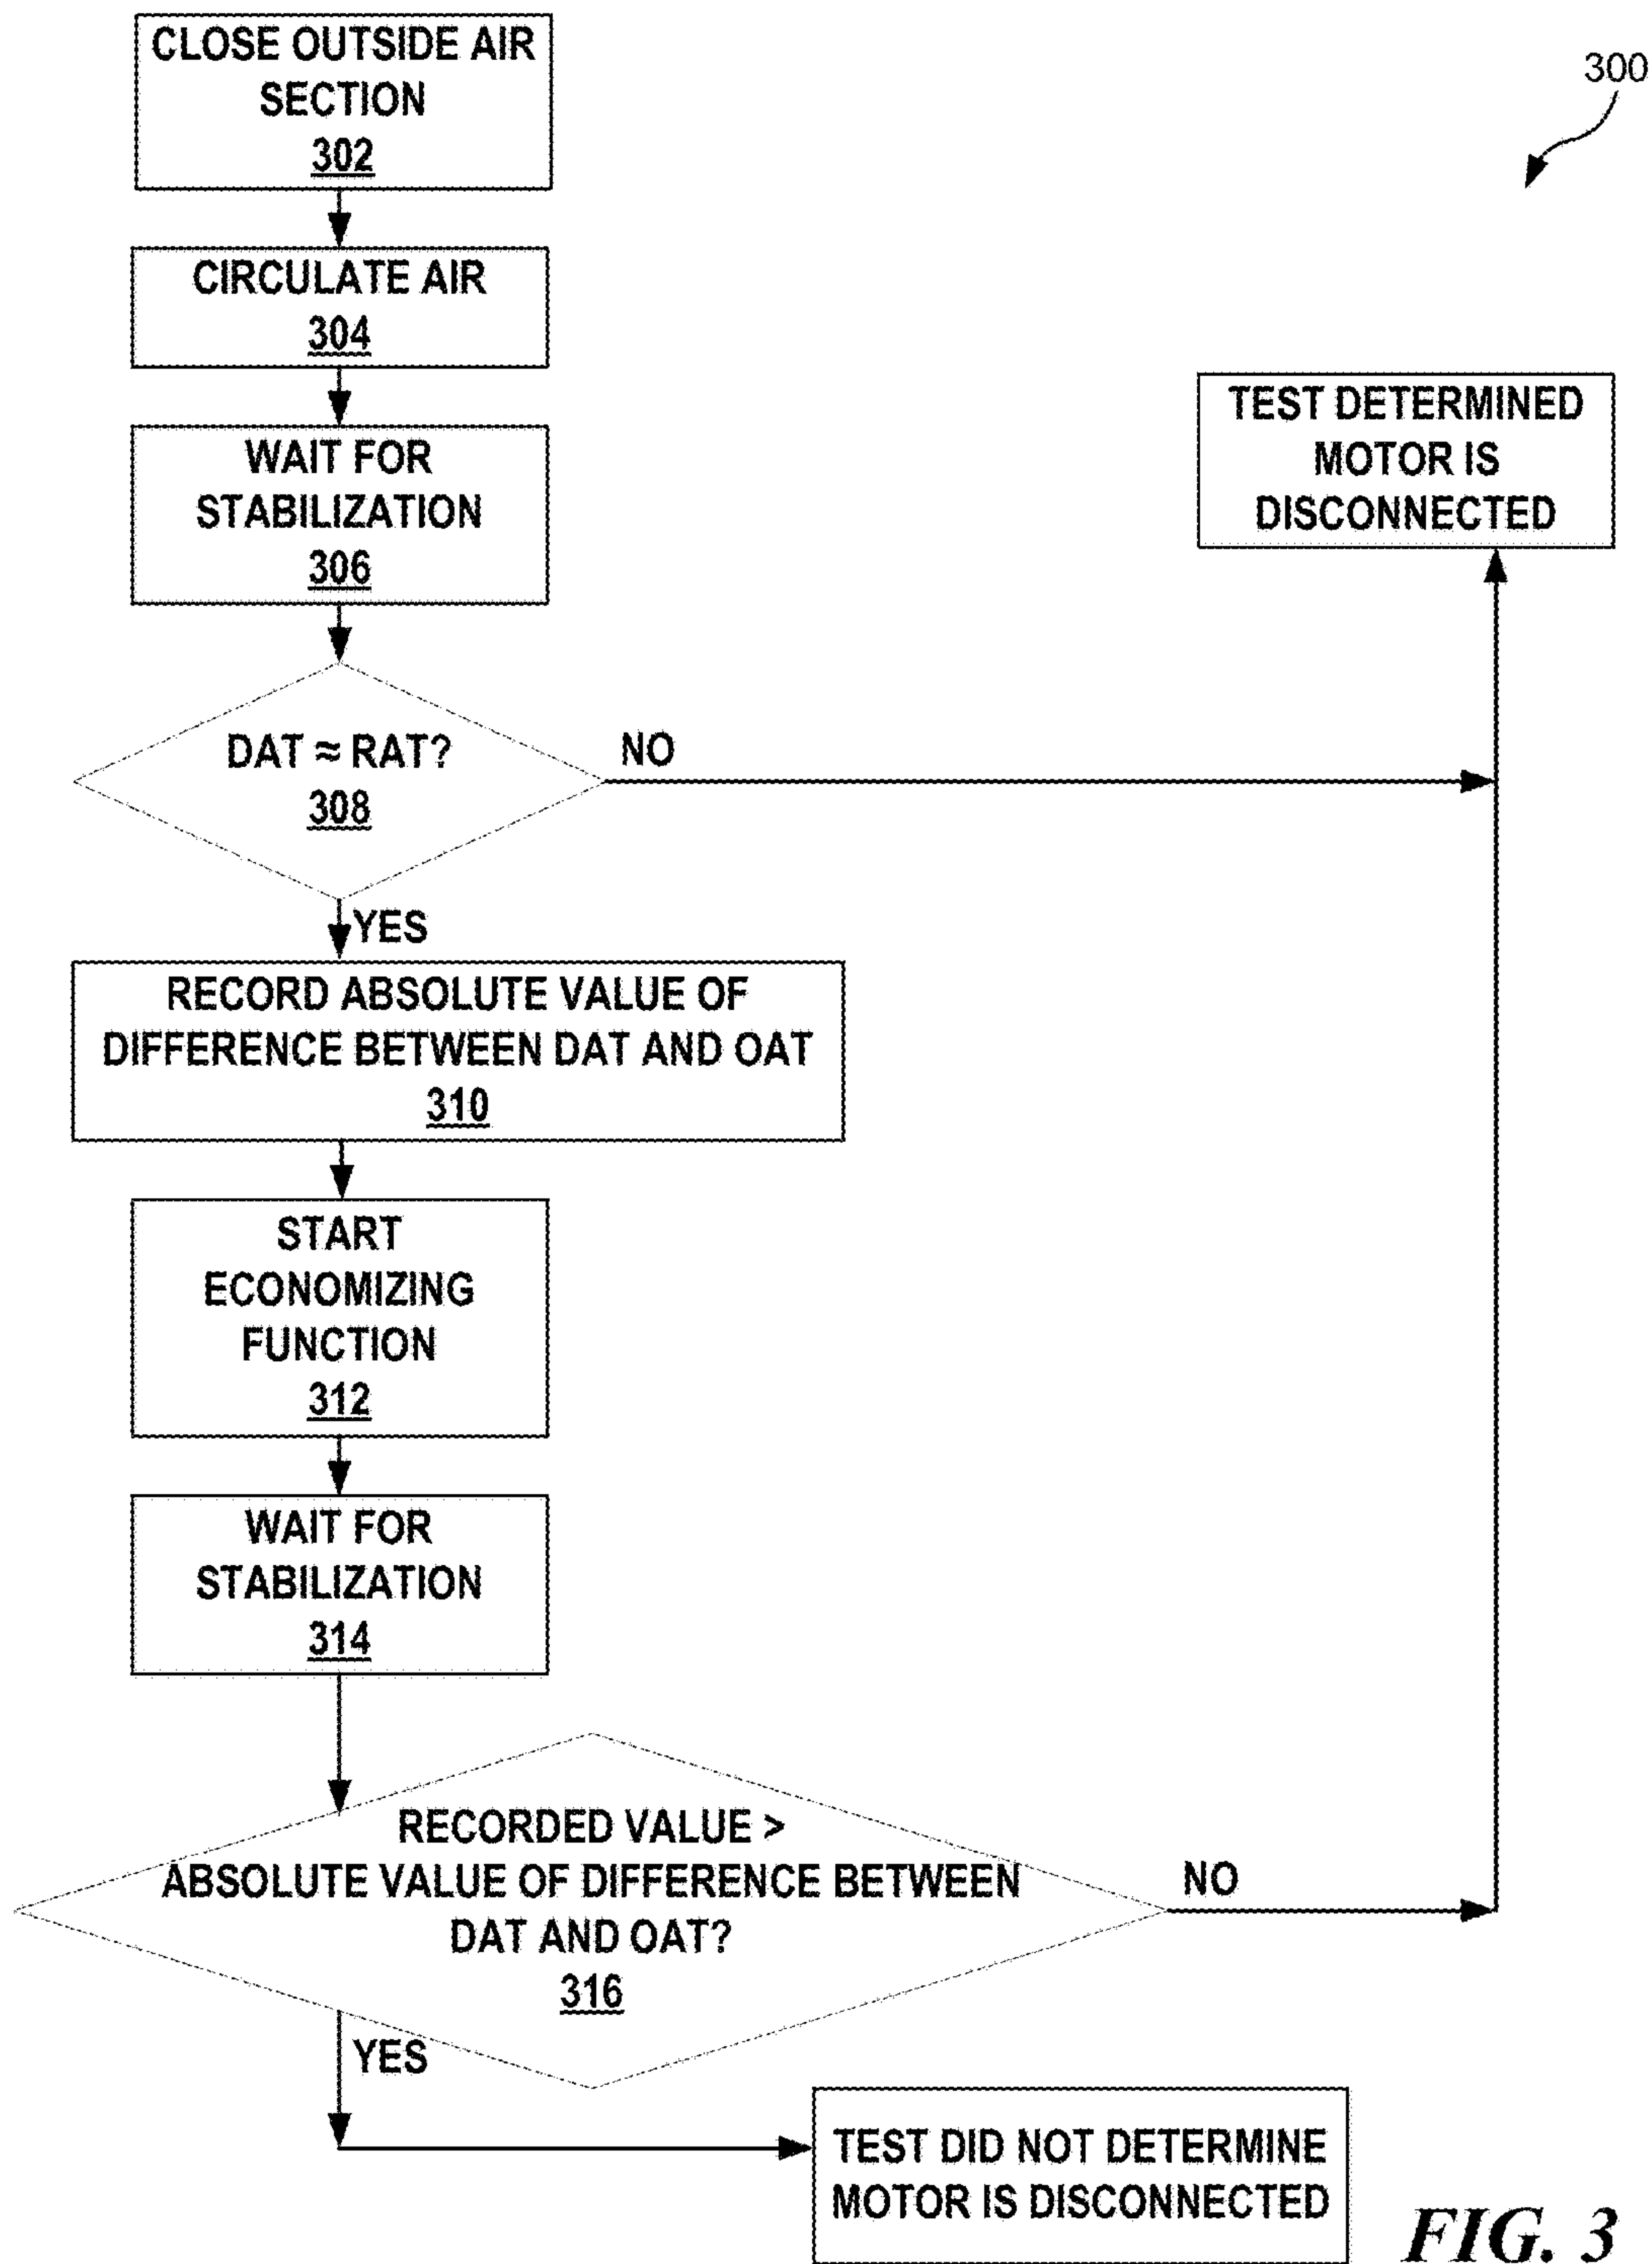 CLOSE OUTSIDE AIR
SECTION
302
300
CIRCULATE AIR
304
WAIT FOR
STABILIZATION
306
TEST DETERMINED
MOTOR IS
DISCONNECTED
DAT ≈ RAT?
308
NO
YES
RECORD ABSOLUTE VALUE OF
DIFFERENCE BETWEEN DAT AND OAT
310
START
ECONOMIZING
FUNCTION
312
WAIT FOR
STABILIZATION
314
RECORDED VALUE >
ABSOLUTE VALUE OF DIFFERENCE BETWEEN
DAT AND OAT?
316
NO
YES
TEST DID NOT DETERMINE
MOTOR IS DISCONNECTED
FIG. 3